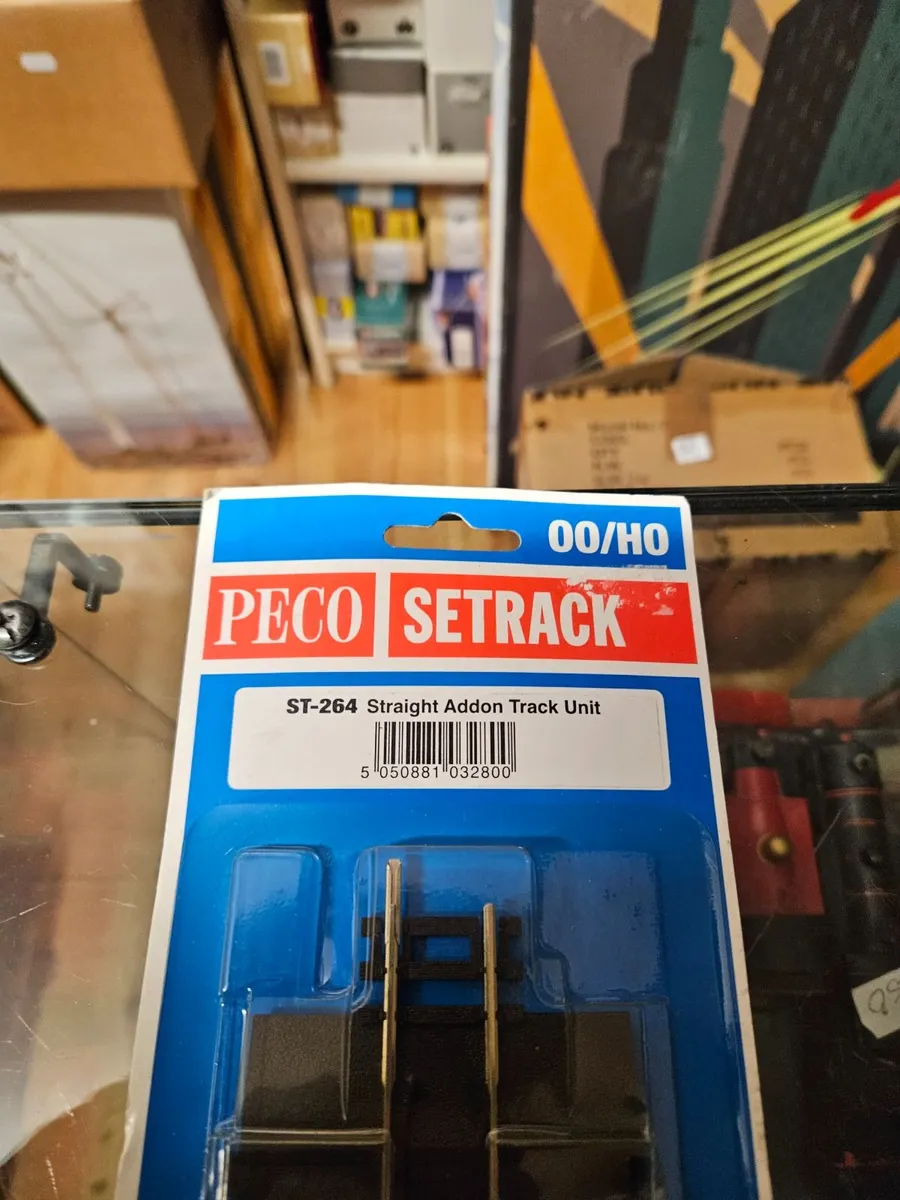 OO/HO
PECO SETRACK
ST-264 Straight Addon Track Unit
5 050881 032800